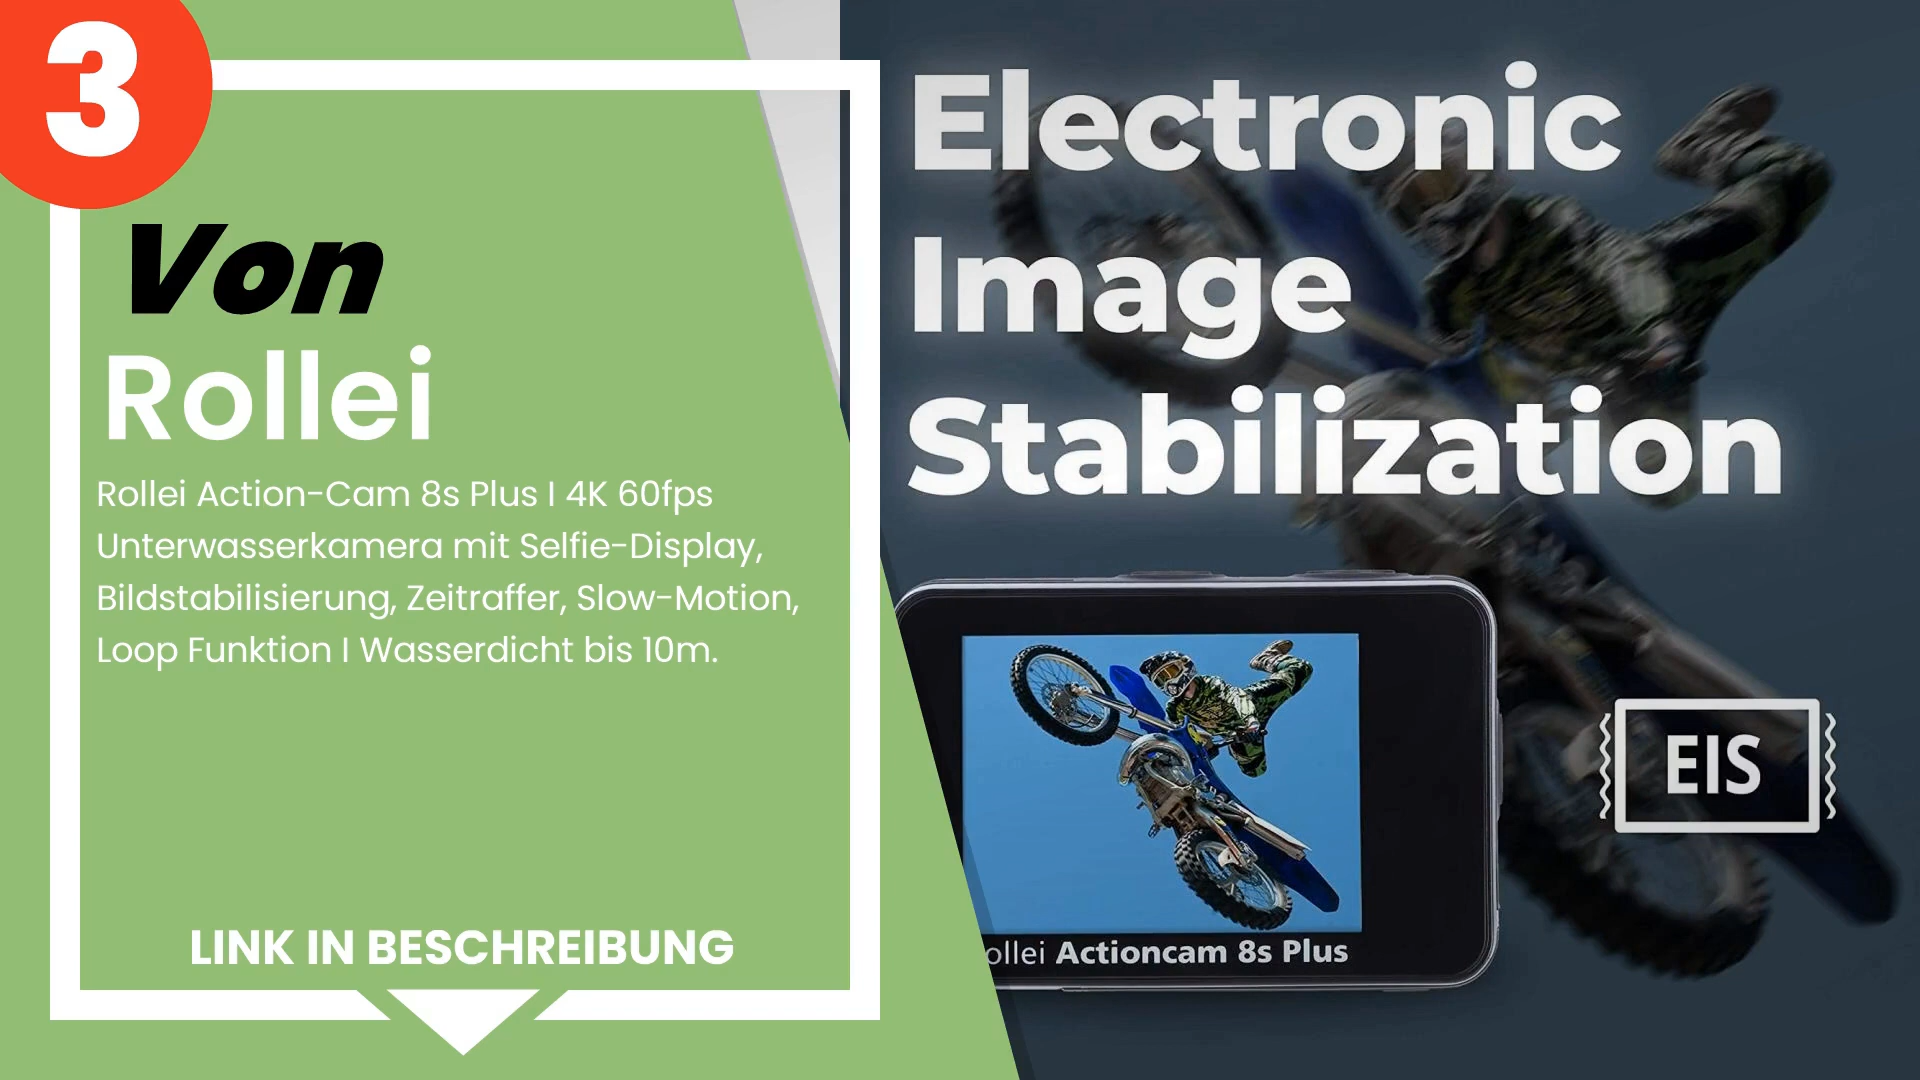 3
Von
Rollei
Rollei Action-Cam 8s Plus I 4K 60fps
Unterwasserkamera mit Selfie-Display,
Bildstabilisierung, Zeitraffer, Slow-Motion,
Loop Funktion I Wasserdicht bis 10m.
LINK IN BESCHREIBUNG
Electronic
Image
Stabilization
EIS
ollei Actioncam 8s Plus